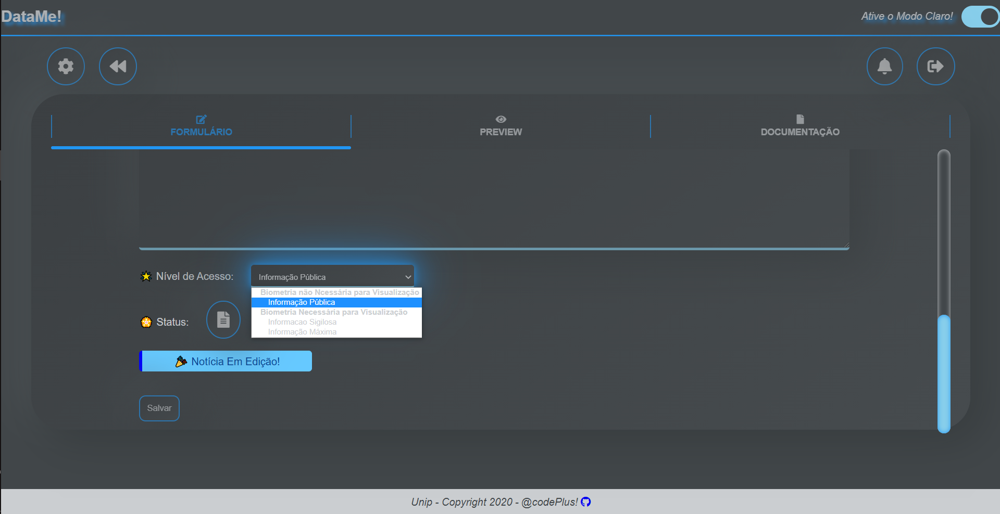 DataMe!
Ative o Modo Claro!
FORMULÁRIO
PREVIEW
DOCUMENTAÇÃO
Nível de Acesso:
Informação Pública
Biometria não Ncessária para Visualização
Informação Pública
Biometria Necessária para Visualização
Informacao Sigilosa
Informação Máxima
Status:
Notícia Em Edição!
Salvar
Unip - Copyright 2020 - @codePlus!